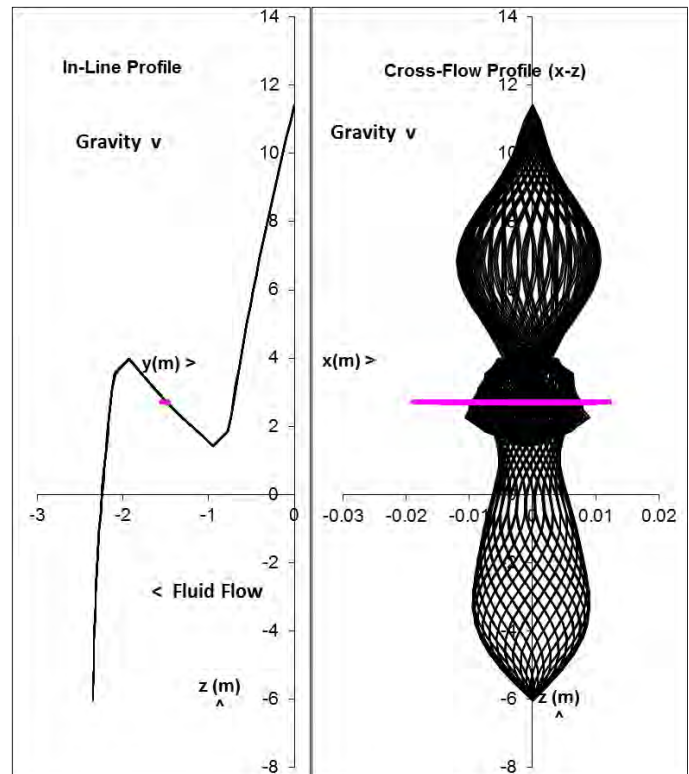 14
In-Line Profile
12
Gravity v
10
8
6
4
y(m) >
2
0
-3 -2 -1 0
-2
< Fluid Flow
-4
z (m)
^
-6
-8
14
Cross-Flow Profile (x-z)
12
Gravity v
10
8
6
x(m) >
4
2
0
-0.03 -0.02 -0.01 0 0.01 0.02
-2
-4
-6
z (m)
^
-8